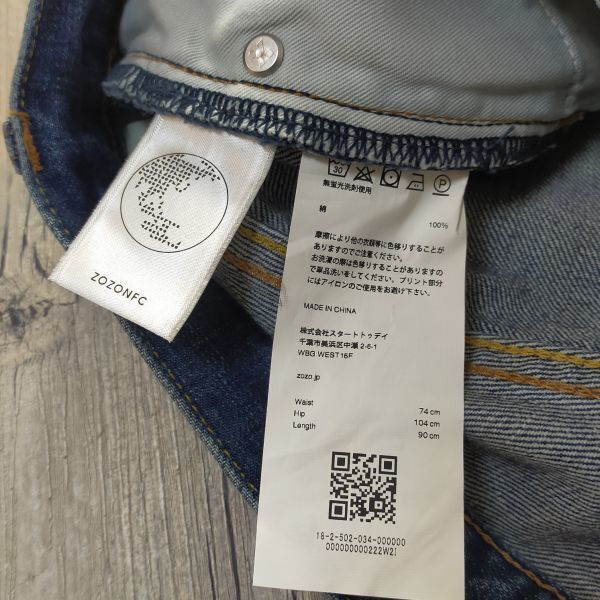 ZOZONFC
30
無蛍光洗剤使用
綿 100%
摩擦により他の衣類等に色移りすることが
ありますのでご注意ください。
お洗濯の際は色移りすることがありますの
で単品洗いをしてください。プリント部分
にはアイロンのご使用をお避け下さい。
MADE IN CHINA
株式会社スタートトゥデイ
千葉市美浜区中瀬2-6-1
WBG WEST16F
zozo.jp
Waist 74 cm
Hip 104 cm
Length 90 cm
18-2-502-034-000000
000000000222W2I